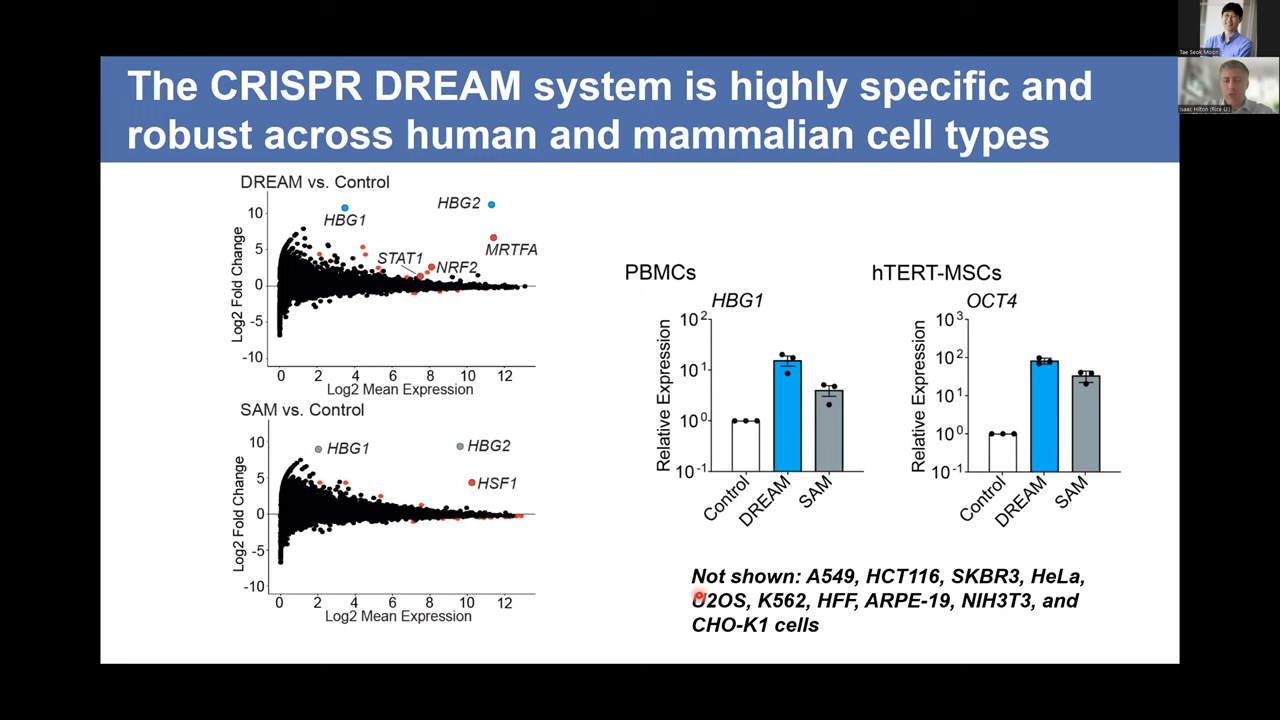 The CRISPR DREAM system is highly specific and
robust across human and mammalian cell types
Tae Seok Moon
Isaac Hilton (Rice U.)
DREAM vs. Control
Log2 Fold Change
10
5
0
-5
-10
HBG1
HBG2
MRTFA
STAT1
NRF2
0 2 4 6 8 10 12
Log2 Mean Expression
SAM vs. Control
Log2 Fold Change
10
5
0
-5
-10
HBG1
HBG2
HSF1
0 2 4 6 8 10 12
Log2 Mean Expression
PBMCs
HBG1
Relative Expression
10²
10¹
10⁰
10⁻¹
Control
DREAM
SAM
hTERT-MSCs
OCT4
Relative Expression
10³
10²
10¹
10⁰
10⁻¹
Control
DREAM
SAM
Not shown: A549, HCT116, SKBR3, HeLa,
U2OS, K562, HFF, ARPE-19, NIH3T3, and
CHO-K1 cells